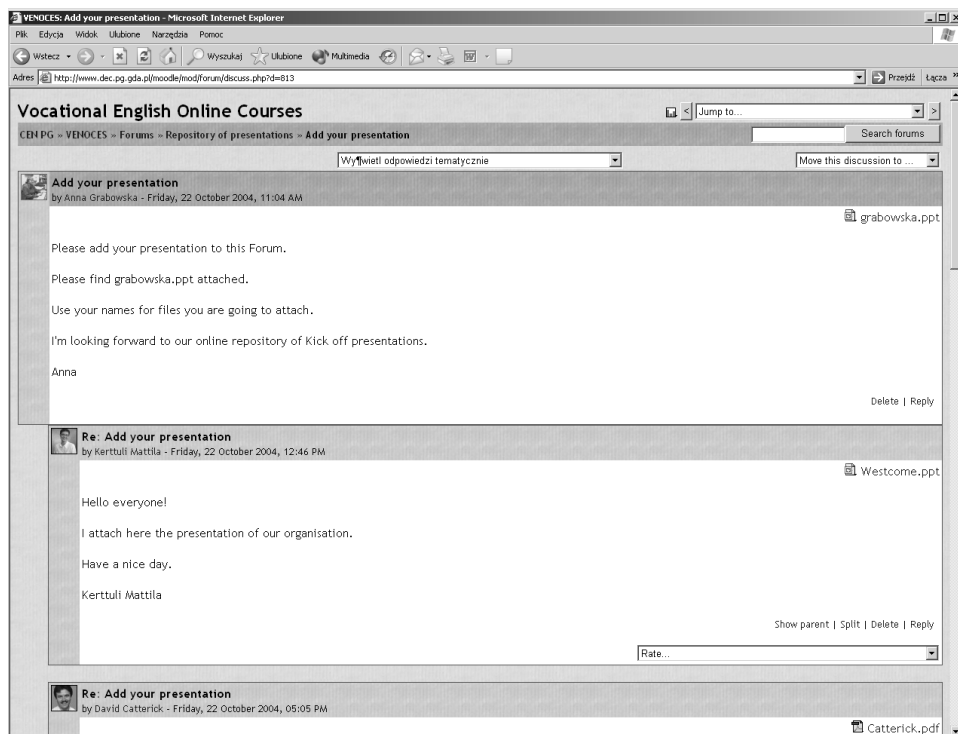 VENOCES: Add your presentation - Microsoft Internet Explorer
Plik Edycja Widok Ulubione Narzędzia Pomoc
Wstecz Wyszukaj Ulubione Multimedia
Adres http://www.dec.pg.gda.pl/moodle/mod/forum/discuss.php?d=813 Przejdź Łącza »
Vocational English Online Courses
< Jump to... >
CEN PG » VENOCES » Forums » Repository of presentations » Add your presentation
Search forums
Wy¶wietl odpowiedzi tematycznie
Move this discussion to ...
Add your presentation
by Anna Grabowska - Friday, 22 October 2004, 11:04 AM
grabowska.ppt
Please add your presentation to this Forum.
Please find grabowska.ppt attached.
Use your names for files you are going to attach.
I'm looking forward to our online repository of Kick off presentations.
Anna
Delete | Reply
Re: Add your presentation
by Kerttuli Mattila - Friday, 22 October 2004, 12:46 PM
Westcome.ppt
Hello everyone!
I attach here the presentation of our organisation.
Have a nice day.
Kerttuli Mattila
Show parent | Split | Delete | Reply
Rate...
Re: Add your presentation
by David Catterick - Friday, 22 October 2004, 05:05 PM
Catterick.pdf